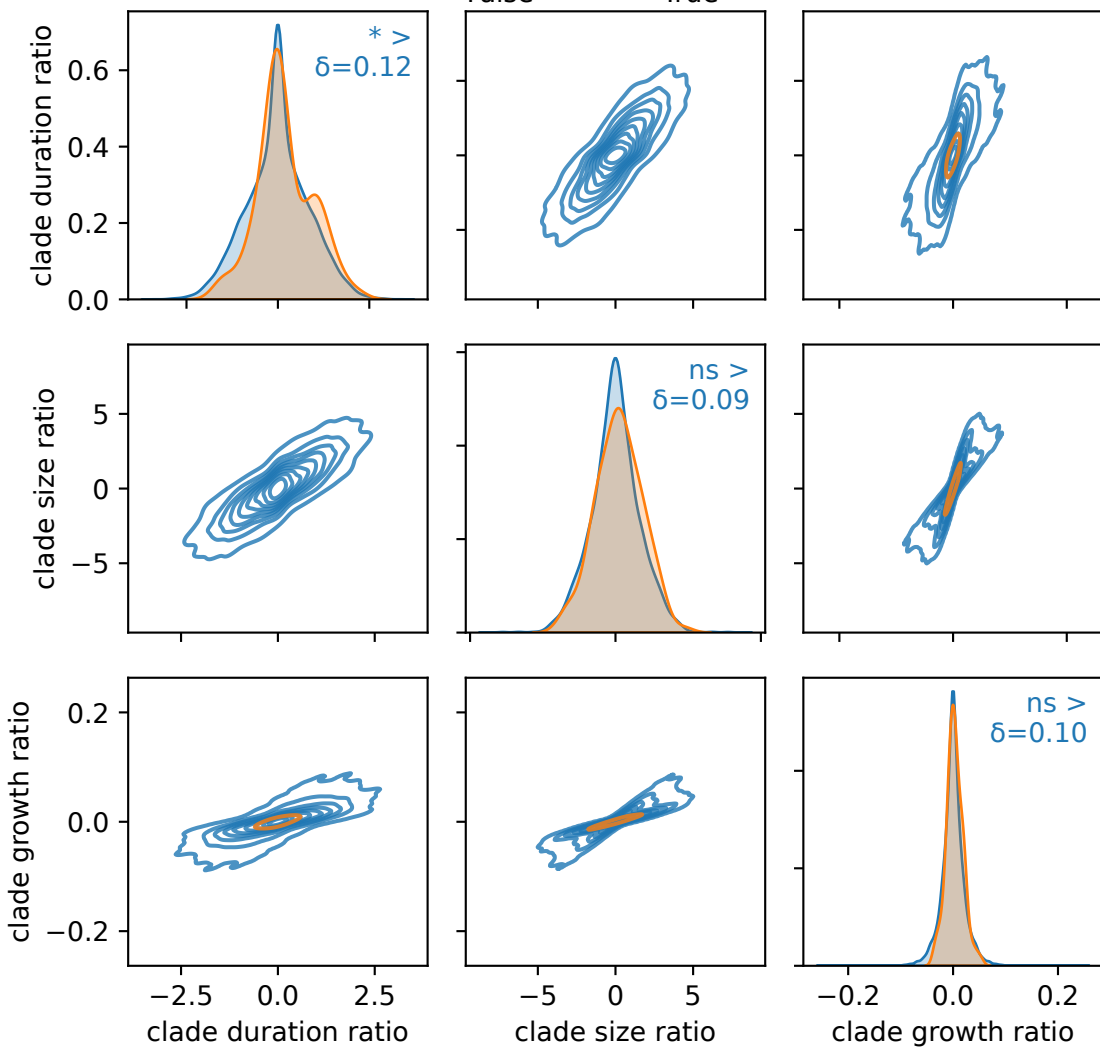 clade duration ratio
0.6
0.4
0.2
0.0
* >
δ=0.12
clade size ratio
5
0
−5
ns >
δ=0.09
clade growth ratio
0.2
0.0
−0.2
ns >
δ=0.10
−2.5 0.0 2.5
−5 0 5
−0.2 0.0 0.2
clade duration ratio
clade size ratio
clade growth ratio